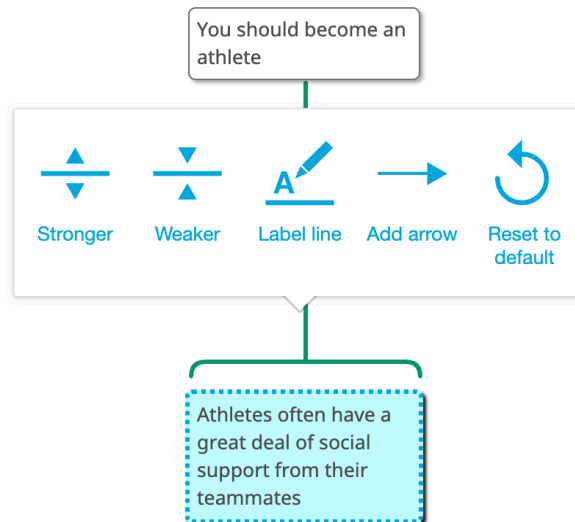 You should become an
athlete
A
Stronger
Weaker
Label line
Add arrow
Reset to
default
Athletes often have a
great deal of social
support from their
teammates